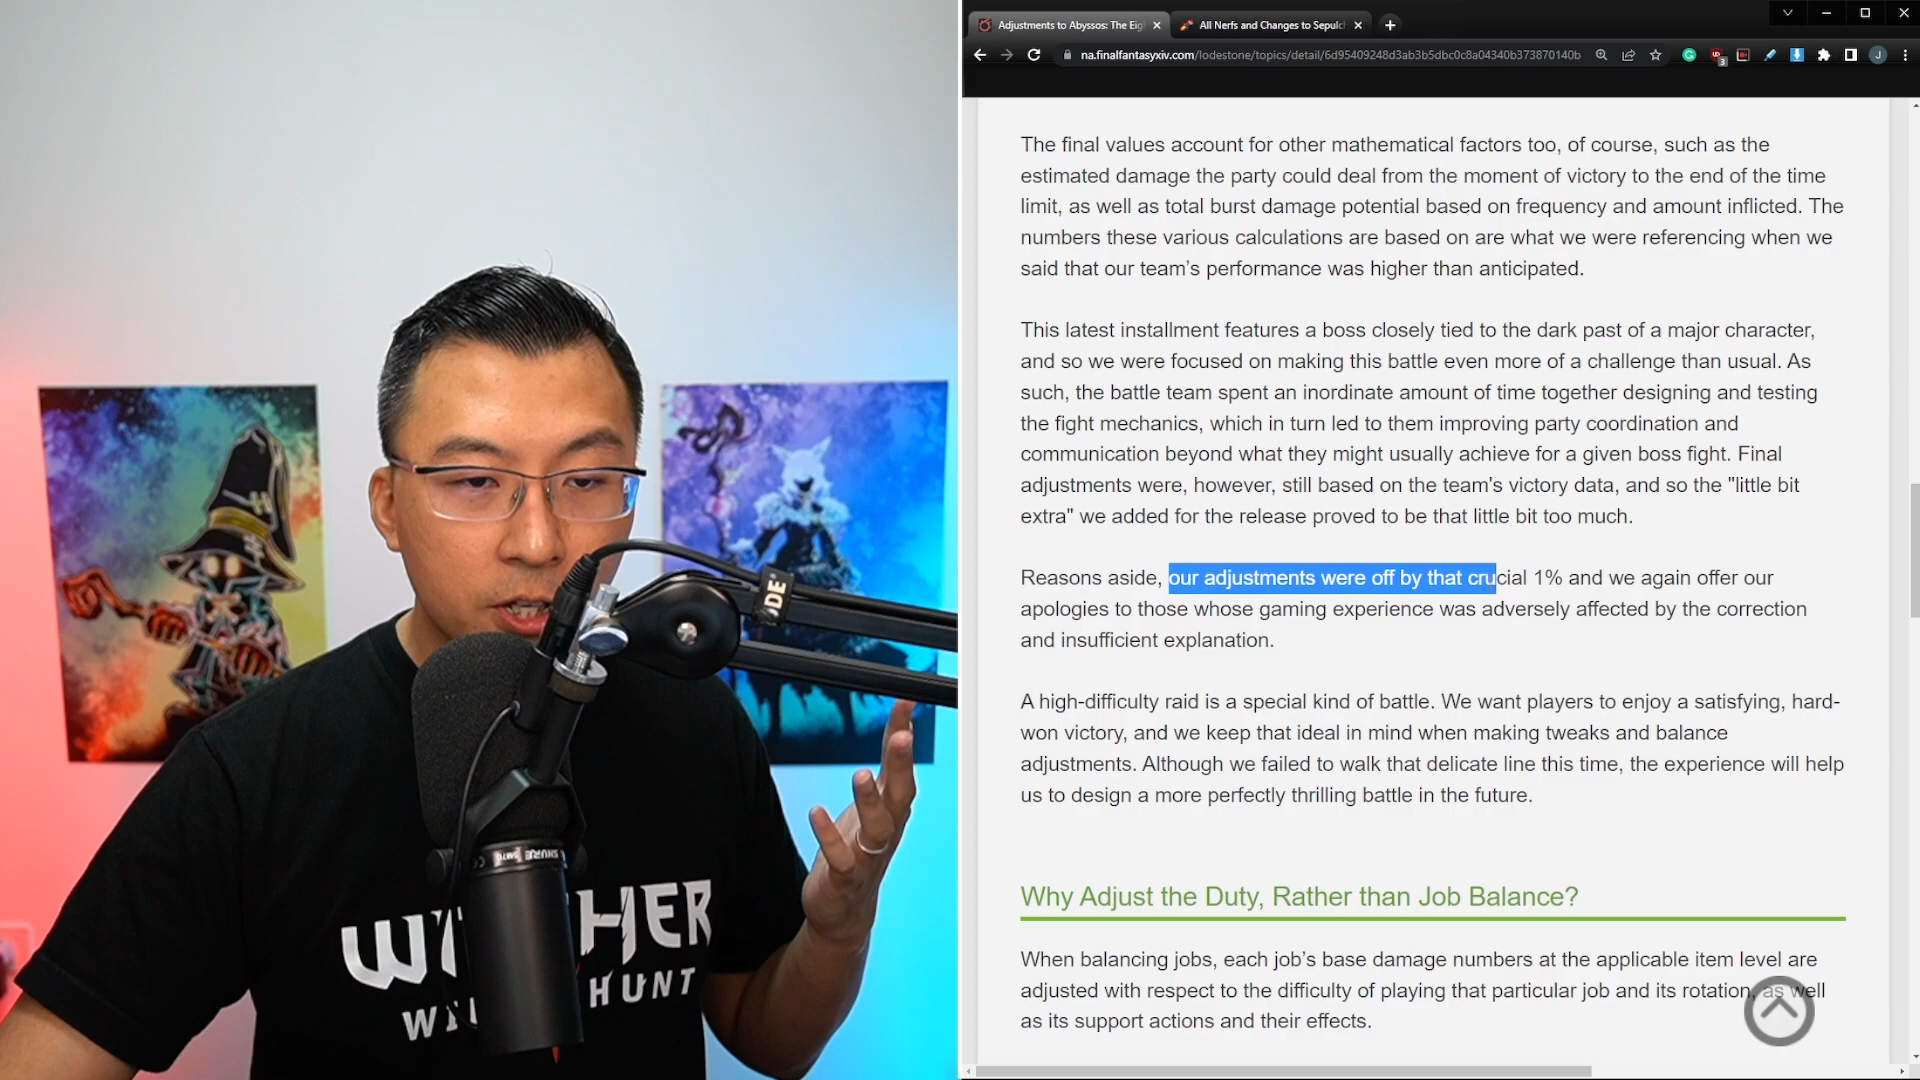 Adjustments to Abyssos: The Eig
All Nerfs and Changes to Sepulc
na.finalfantasyxiv.com/lodestone/topics/detail/6d95409248d3ab3b5dbc0c8a04340b373870140b
The final values account for other mathematical factors too, of course, such as the
estimated damage the party could deal from the moment of victory to the end of the time
limit, as well as total burst damage potential based on frequency and amount inflicted. The
numbers these various calculations are based on are what we were referencing when we
said that our team's performance was higher than anticipated.
This latest installment features a boss closely tied to the dark past of a major character,
and so we were focused on making this battle even more of a challenge than usual. As
such, the battle team spent an inordinate amount of time together designing and testing
the fight mechanics, which in turn led to them improving party coordination and
communication beyond what they might usually achieve for a given boss fight. Final
adjustments were, however, still based on the team's victory data, and so the "little bit
extra" we added for the release proved to be that little bit too much.
Reasons aside, our adjustments were off by that crucial 1% and we again offer our
apologies to those whose gaming experience was adversely affected by the correction
and insufficient explanation.
A high-difficulty raid is a special kind of battle. We want players to enjoy a satisfying, hard-
won victory, and we keep that ideal in mind when making tweaks and balance
adjustments. Although we failed to walk that delicate line this time, the experience will help
us to design a more perfectly thrilling battle in the future.
Why Adjust the Duty, Rather than Job Balance?
When balancing jobs, each job's base damage numbers at the applicable item level are
adjusted with respect to the difficulty of playing that particular job and its rotation, as well
as its support actions and their effects.
SHURE
HUNT